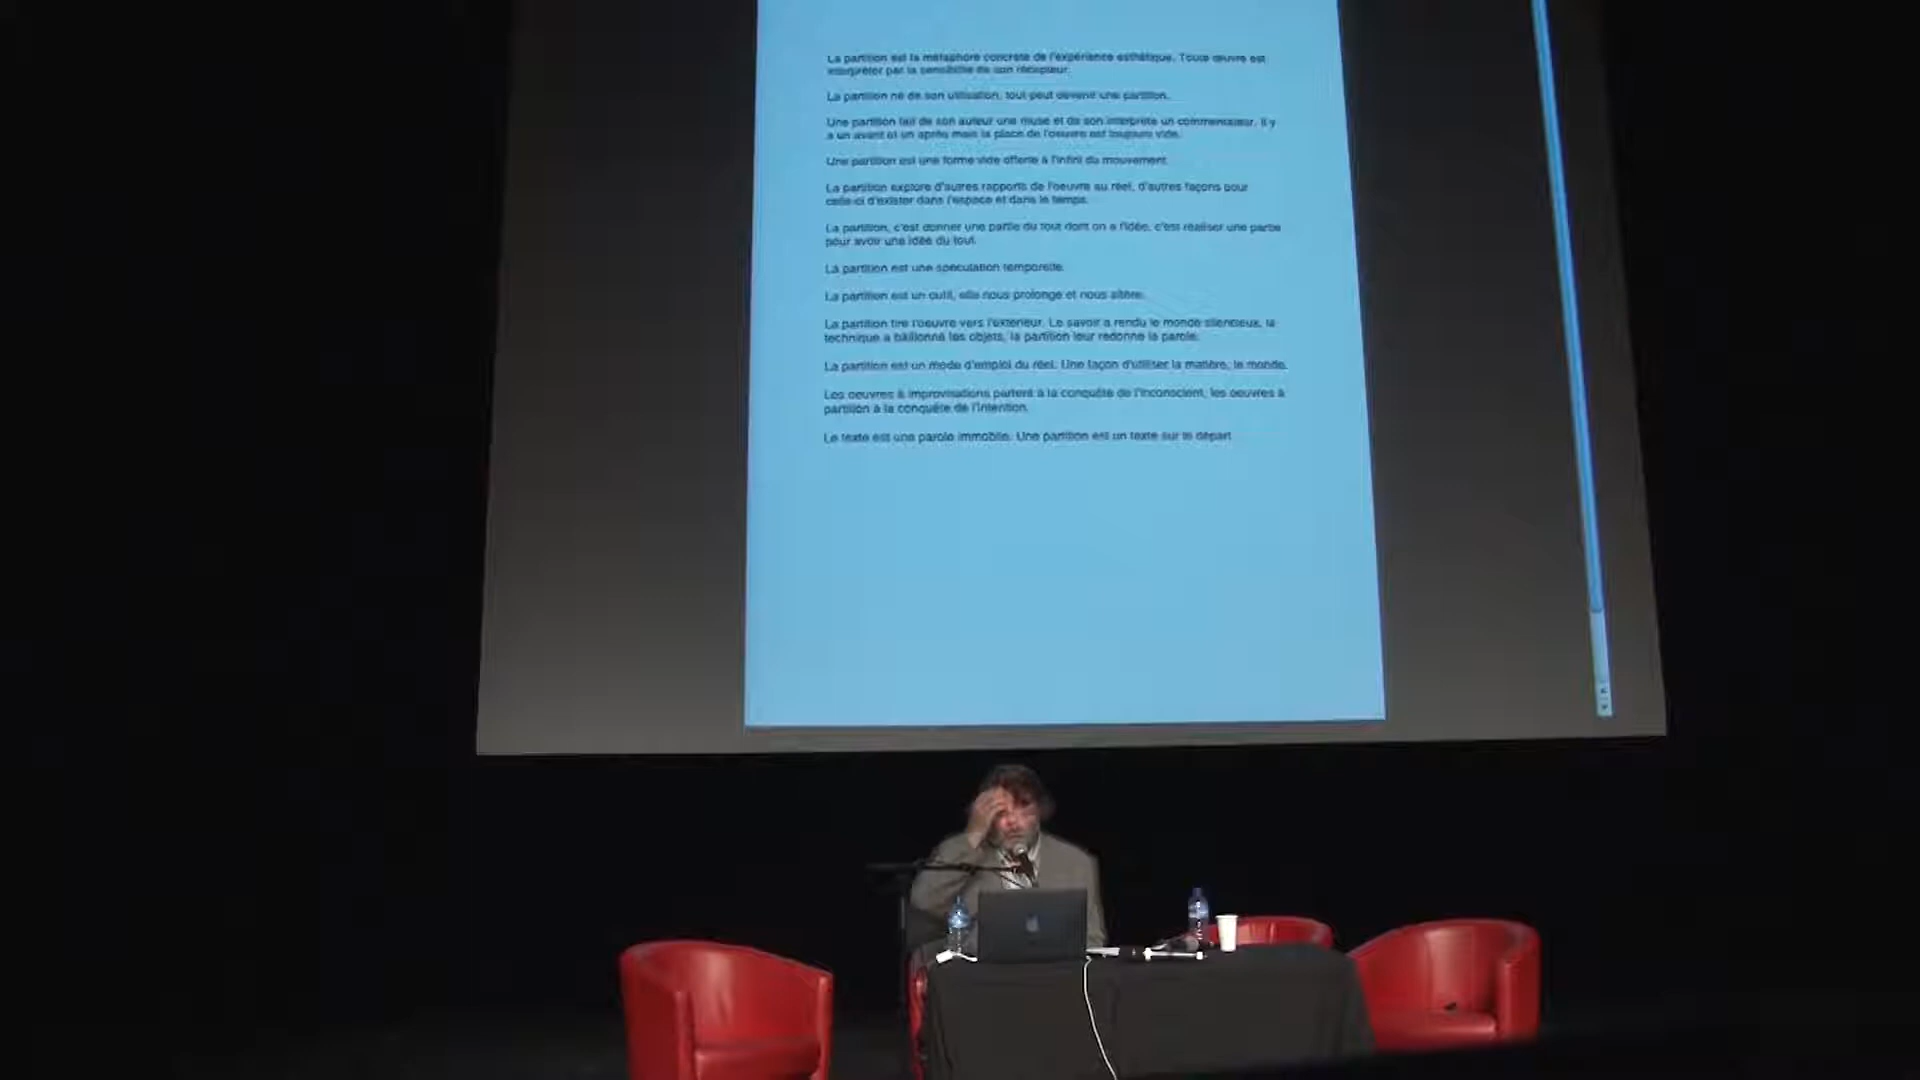 La partition est la métaphore concrète de l'expérience esthétique. Toute œuvre est
interpréter par la sensibilité de son récepteur.
La partition né de son utilisation, tout peut devenir une partition.
Une partition fait de son auteur une muse et de son interprète un commentateur. Il y
a un avant et un après mais la place de l'oeuvre est toujours vide.
Une partition est une forme vide offerte à l'infini du mouvement.
La partition explore d'autres rapports de l'oeuvre au réel, d'autres façons pour
celle-ci d'exister dans l'espace et dans le temps.
La partition, c'est donner une partie du tout dont on a l'idée, c'est réaliser une partie
pour avoir une idée du tout.
La partition est une spéculation temporelle.
La partition est un outil, elle nous prolonge et nous altère.
La partition tire l'oeuvre vers l'extérieur. Le savoir a rendu le monde silencieux, la
technique a baillonné les objets, la partition leur redonne la parole.
La partition est un mode d'emploi du réel. Une façon d'utiliser la matière, le monde.
Les oeuvres à improvisations partent à la conquête de l'inconscient, les oeuvres à
partition à la conquête de l'intention.
Le texte est une parole immobile. Une partition est un texte sur le départ